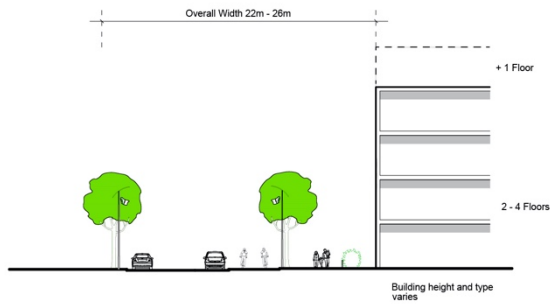 Overall Width 22m - 26m
+ 1 Floor
2 - 4 Floors
Building height and type
varies